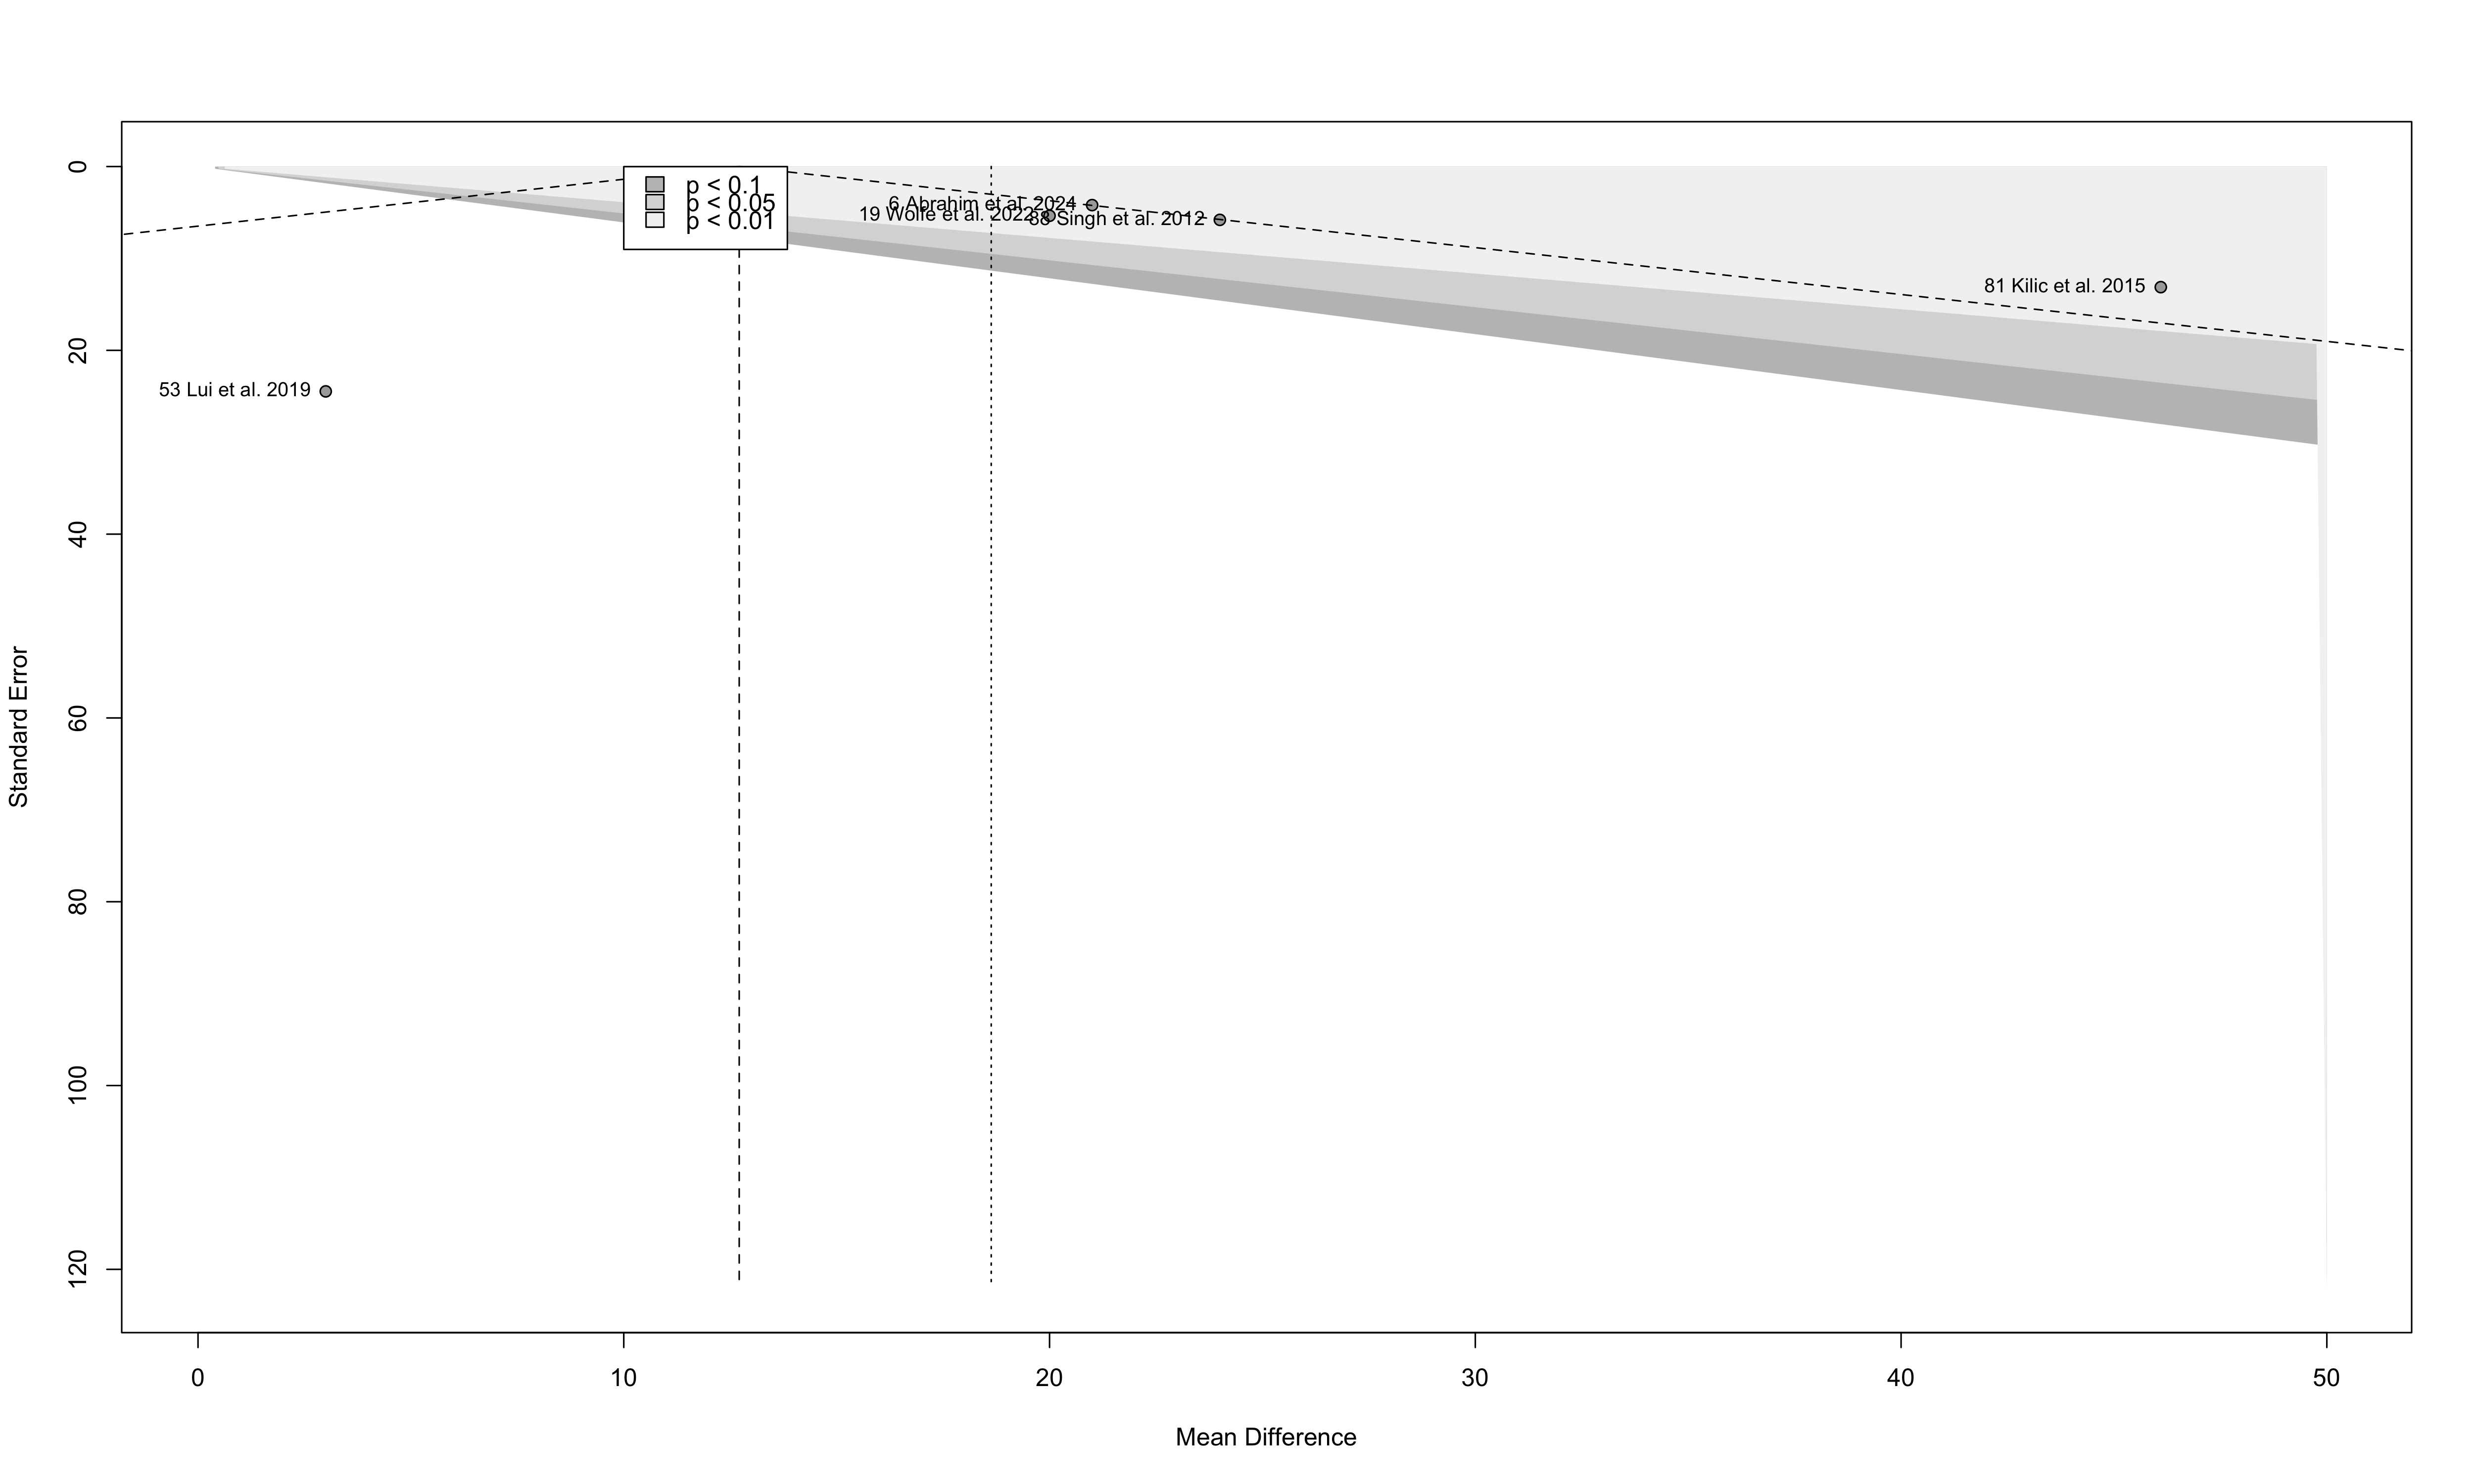 0
20
40
60
80
100
120
Standard Error
p < 0.1
p < 0.05
p < 0.01
6 Abrahim et al. 2024
19 Wolfe et al. 2022
88 Singh et al. 2012
81 Kilic et al. 2015
53 Lui et al. 2019
0
10
20
30
40
50
Mean Difference